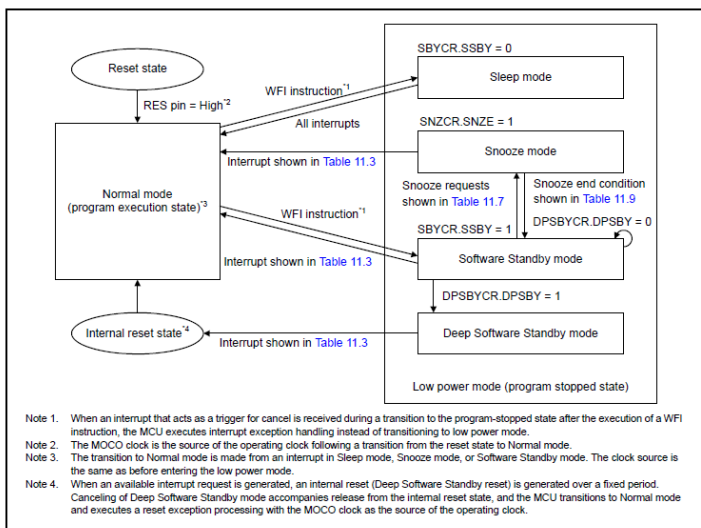 SBYCR.SSBY = 0
Reset state
Sleep mode
WFI instruction*1
RES pin = High*2
All interrupts
SNZCR.SNZE = 1
Snooze mode
Interrupt shown in Table 11.3
Normal mode
(program execution state)*3
Snooze requests
shown in Table 11.7
Snooze end condition
shown in Table 11.9
WFI instruction*1
SBYCR.SSBY = 1
DPSBYCR.DPSBY = 0
Interrupt shown in Table 11.3
Software Standby mode
DPSBYCR.DPSBY = 1
Internal reset state*4
Deep Software Standby mode
Interrupt shown in Table 11.3
Low power mode (program stopped state)
Note 1. When an interrupt that acts as a trigger for cancel is received during a transition to the program-stopped state after the execution of a WFI
instruction, the MCU executes interrupt exception handling instead of transitioning to low power mode.
Note 2. The MOCO clock is the source of the operating clock following a transition from the reset state to Normal mode.
Note 3. The transition to Normal mode is made from an interrupt in Sleep mode, Snooze mode, or Software Standby mode. The clock source is
the same as before entering the low power mode.
Note 4. When an available interrupt request is generated, an internal reset (Deep Software Standby reset) is generated over a fixed period.
Canceling of Deep Software Standby mode accompanies release from the internal reset state, and the MCU transitions to Normal mode
and executes a reset exception processing with the MOCO clock as the source of the operating clock.